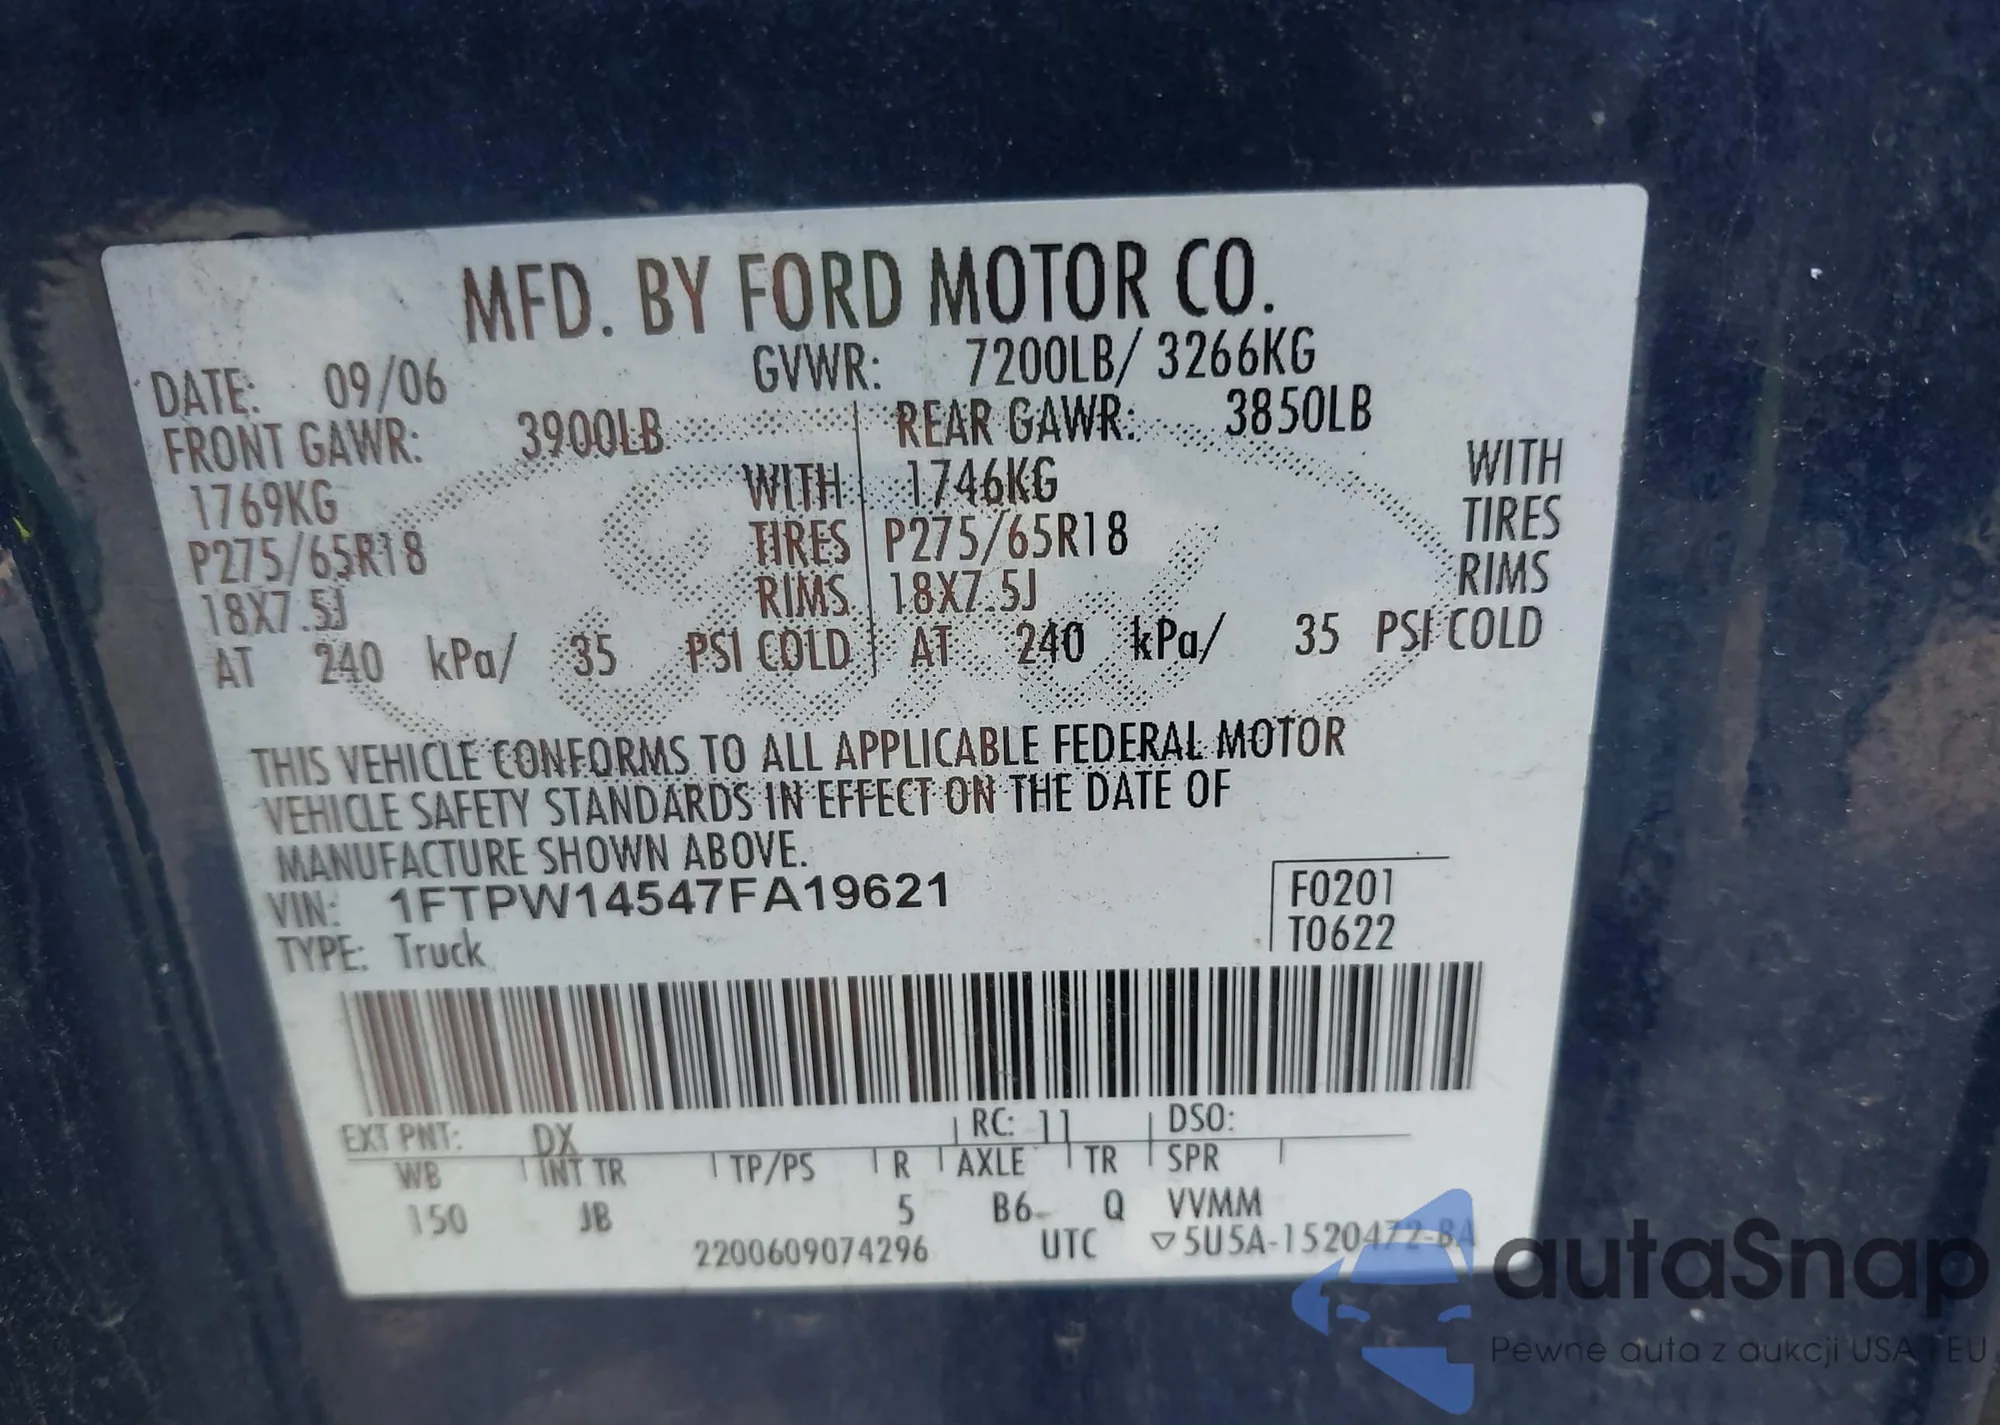 MFD. BY FORD MOTOR CO.
DATE: 09/06 GVWR: 7200LB/ 3266KG
FRONT GAWR: 3900LB REAR GAWR: 3850LB
1769KG WITH 1746KG WITH
P275/65R18 TIRES P275/65R18 TIRES
18X7.5J RIMS 18X7.5J RIMS
AT 240 kPa/ 35 PSI COLD AT 240 kPa/ 35 PSI COLD
THIS VEHICLE CONFORMS TO ALL APPLICABLE FEDERAL MOTOR
VEHICLE SAFETY STANDARDS IN EFFECT ON THE DATE OF
MANUFACTURE SHOWN ABOVE.
VIN: 1FTPW14547FA19621 F0201
TYPE: Truck T0622
EXT PNT: DX RC: 11 DSO:
WB INT TR TP/PS R AXLE TR SPR
150 JB 5 B6 Q VVMM
2200609074296 UTC ▽5U5A-1520472-BA
autaSnap
Pewne auta z aukcji USA i EU